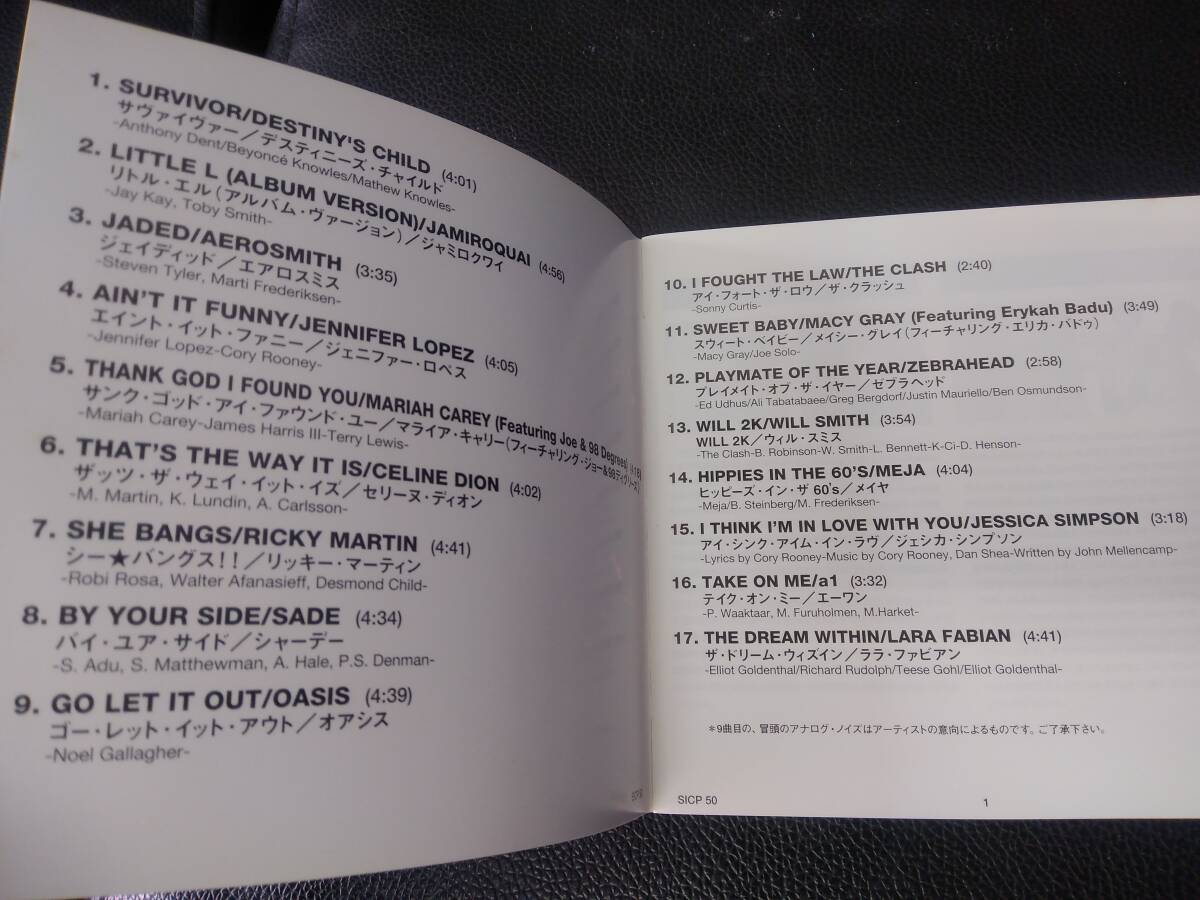 1. SURVIVOR/DESTINY'S CHILD (4:01)
サヴァイヴァー／デスティニーズ・チャイルド
-Anthony Dent/Beyoncé Knowles/Mathew Knowles-
2. LITTLE L (ALBUM VERSION)/JAMIROQUAI (4:56)
リトル・エル（アルバム・ヴァージョン）／ジャミロクワイ
-Jay Kay, Toby Smith-
3. JADED/AEROSMITH (3:35)
ジェイディッド／エアロスミス
-Steven Tyler, Marti Frederiksen-
4. AIN'T IT FUNNY/JENNIFER LOPEZ (4:05)
エイント・イット・ファニー／ジェニファー・ロペス
-Jennifer Lopez-Cory Rooney-
5. THANK GOD I FOUND YOU/MARIAH CAREY (Featuring Joe & 98 Degrees) (4:16)
サンク・ゴッド・アイ・ファウンド・ユー／マライア・キャリー（フィーチャリング・ジョー&98ディグリーズ）
-Mariah Carey-James Harris III-Terry Lewis-
6. THAT'S THE WAY IT IS/CELINE DION (4:02)
ザッツ・ザ・ウェイ・イット・イズ／セリーヌ・ディオン
-M. Martin, K. Lundin, A. Carlsson-
7. SHE BANGS/RICKY MARTIN (4:41)
シー★バングス！！／リッキー・マーティン
-Robi Rosa, Walter Afanasieff, Desmond Child-
8. BY YOUR SIDE/SADE (4:34)
バイ・ユア・サイド／シャーデー
-S. Adu, S. Matthewman, A. Hale, P.S. Denman-
9. GO LET IT OUT/OASIS (4:39)
ゴー・レット・イット・アウト／オアシス
-Noel Gallagher-
10. I FOUGHT THE LAW/THE CLASH (2:40)
アイ・フォート・ザ・ロウ／ザ・クラッシュ
-Sonny Curtis-
11. SWEET BABY/MACY GRAY (Featuring Erykah Badu) (3:49)
スウィート・ベイビー／メイシー・グレイ（フィーチャリング・エリカ・バドゥ）
-Macy Gray/Joe Solo-
12. PLAYMATE OF THE YEAR/ZEBRAHEAD (2:58)
プレイメイト・オブ・ザ・イヤー／ゼブラヘッド
-Ed Udhus/Ali Tabatabaee/Greg Bergdorf/Justin Mauriello/Ben Osmundson-
13. WILL 2K/WILL SMITH (3:54)
WILL 2K／ウィル・スミス
-The Clash-B. Robinson-W. Smith-L. Bennett-K-Ci-D. Henson-
14. HIPPIES IN THE 60'S/MEJA (4:04)
ヒッピーズ・イン・ザ 60's／メイヤ
-Meja/B. Steinberg/M. Frederiksen-
15. I THINK I'M IN LOVE WITH YOU/JESSICA SIMPSON (3:18)
アイ・シンク・アイム・イン・ラヴ／ジェシカ・シンプソン
-Lyrics by Cory Rooney-Music by Cory Rooney, Dan Shea-Written by John Mellencamp-
16. TAKE ON ME/a1 (3:32)
テイク・オン・ミー／エーワン
-P. Waaktaar, M. Furuholmen, M.Harket-
17. THE DREAM WITHIN/LARA FABIAN (4:41)
ザ・ドリーム・ウィズイン／ララ・ファビアン
-Elliot Goldenthal/Richard Rudolph/Teese Gohl/Elliot Goldenthal-
＊9曲目の、冒頭のアナログ・ノイズはアーティストの意向によるものです。ご了承下さい。
SICP 50
1